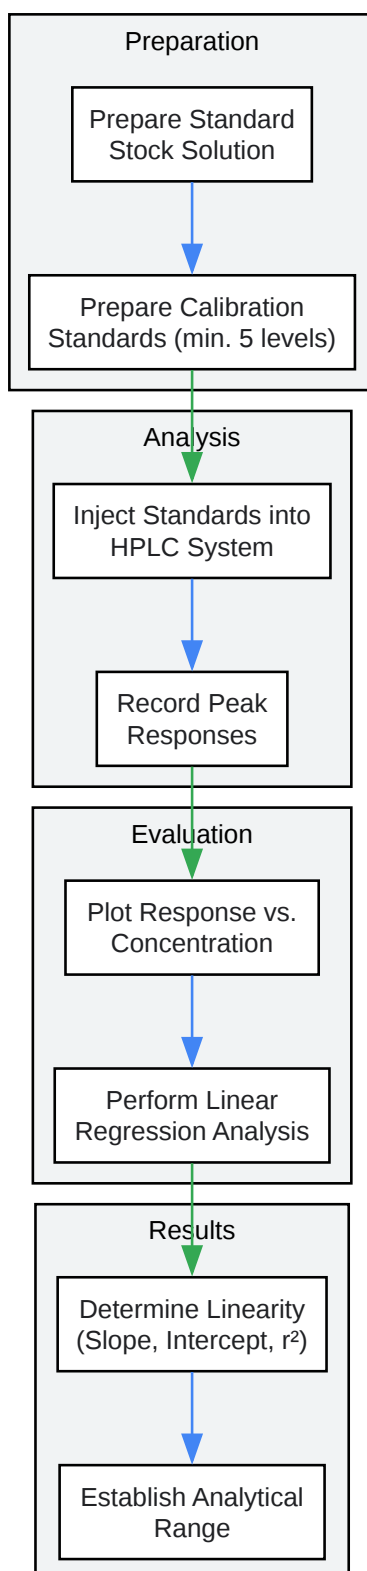 Preparation
Prepare Standard
Stock Solution
Prepare Calibration
Standards (min. 5 levels)
Analysis
Inject Standards into
HPLC System
Record Peak
Responses
Evaluation
Plot Response vs.
Concentration
Perform Linear
Regression Analysis
Results
Determine Linearity
(Slope, Intercept, r²)
Establish Analytical
Range